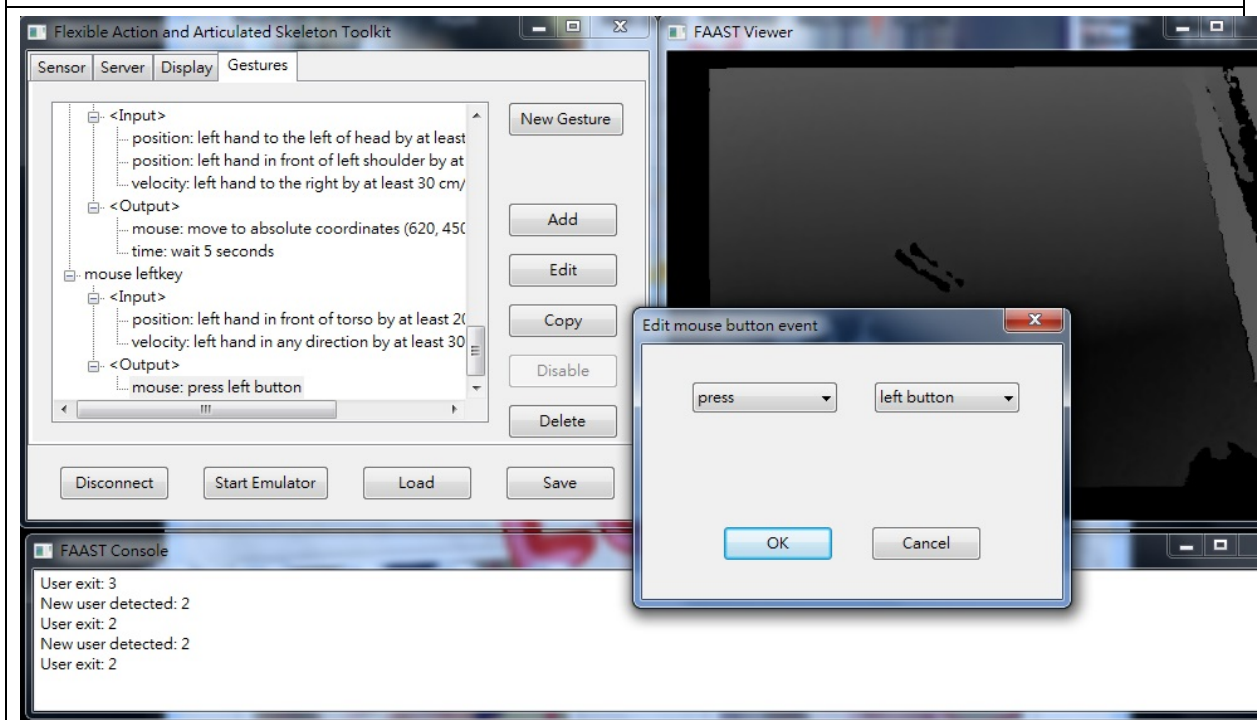 Flexible Action and Articulated Skeleton Toolkit
Sensor Server Display Gestures
<Input>
position: left hand to the left of head by at least
position: left hand in front of left shoulder by at
velocity: left hand to the right by at least 30 cm/
<Output>
mouse: move to absolute coordinates (620, 450
time: wait 5 seconds
mouse leftkey
<Input>
position: left hand in front of torso by at least 20
velocity: left hand in any direction by at least 30
<Output>
mouse: press left button
New Gesture
Add
Edit
Copy
Disable
Delete
Disconnect Start Emulator Load Save
FAAST Viewer
Edit mouse button event
press left button
OK Cancel
FAAST Console
User exit: 3
New user detected: 2
User exit: 2
New user detected: 2
User exit: 2